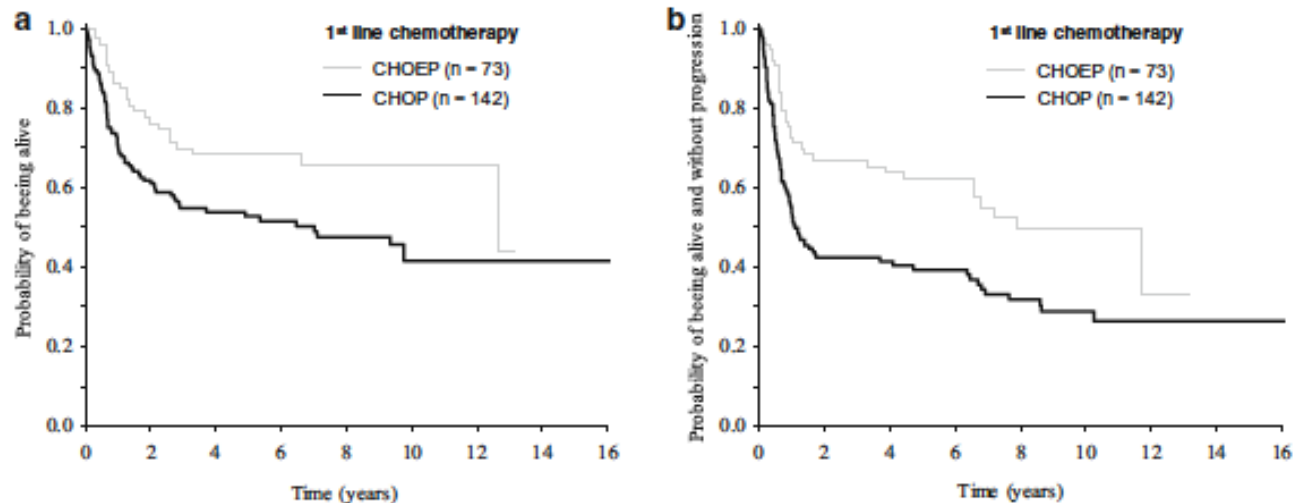 a
1st line chemotherapy
CHOEP (n = 73)
CHOP (n = 142)
Probability of beeing alive
1.0
0.8
0.6
0.4
0.2
0.0
0 2 4 6 8 10 12 14 16
Time (years)
b
1st line chemotherapy
CHOEP (n = 73)
CHOP (n = 142)
Probability of beeing alive and without progression
1.0
0.8
0.6
0.4
0.2
0.0
0 2 4 6 8 10 12 14 16
Time (years)